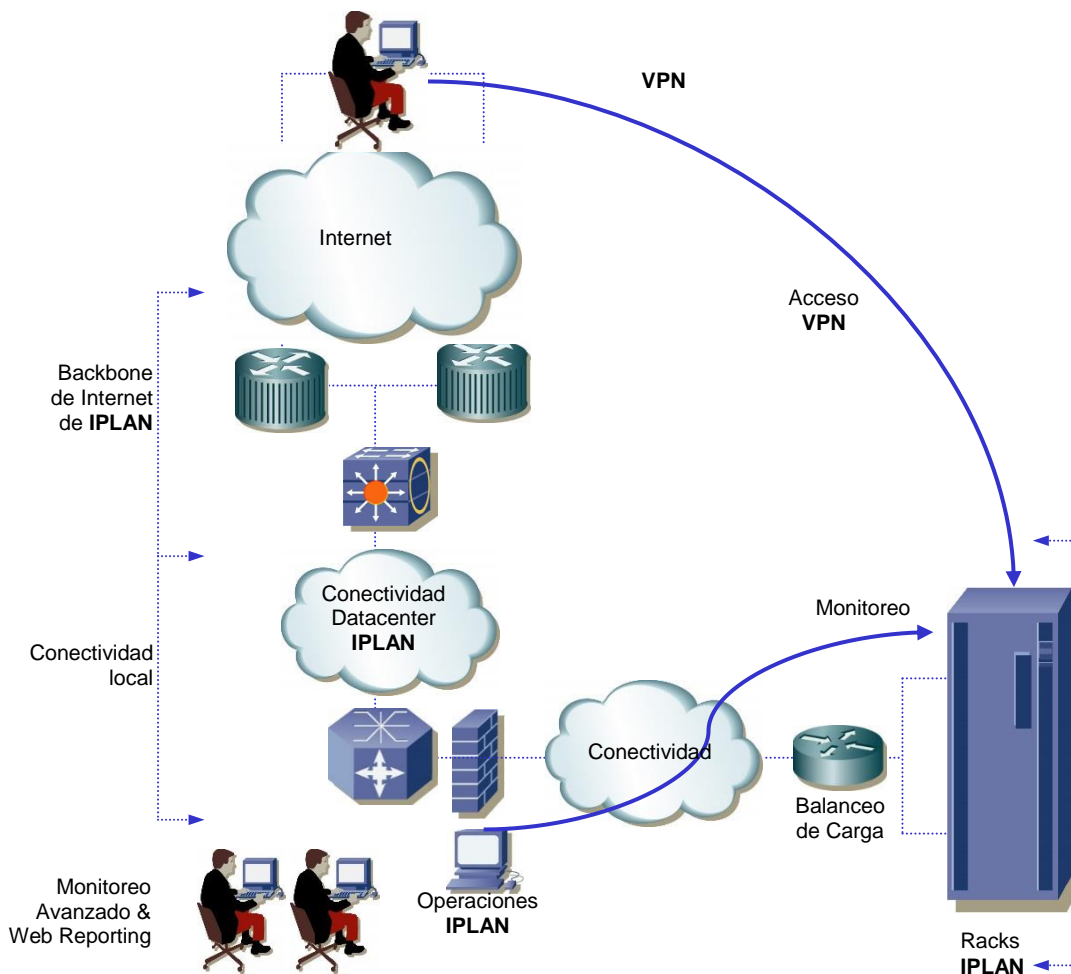 VPN
Internet
Acceso
VPN
Backbone
de Internet
de IPLAN
Conectividad
Datacenter
IPLAN
Monitoreo
Conectividad
local
Conectividad
Balanceo
de Carga
Monitoreo
Avanzado &
Web Reporting
Operaciones
IPLAN
Racks
IPLAN